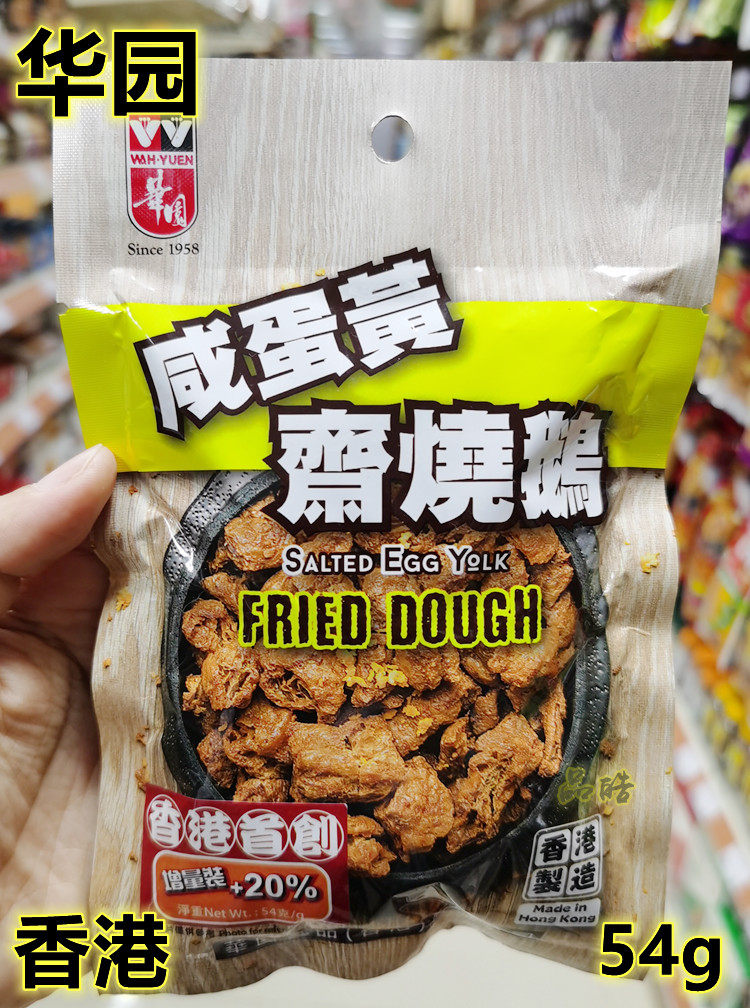 华园
WAH·YUEN
華園
Since 1958
咸蛋黃
齋燒鵝
SALTED EGG YOLK
FRIED DOUGH
品皓
香港首創
增量裝+20%
淨重Net Wt.: 54克/g
香港
製造
Made in
Hong Kong
香港
54g